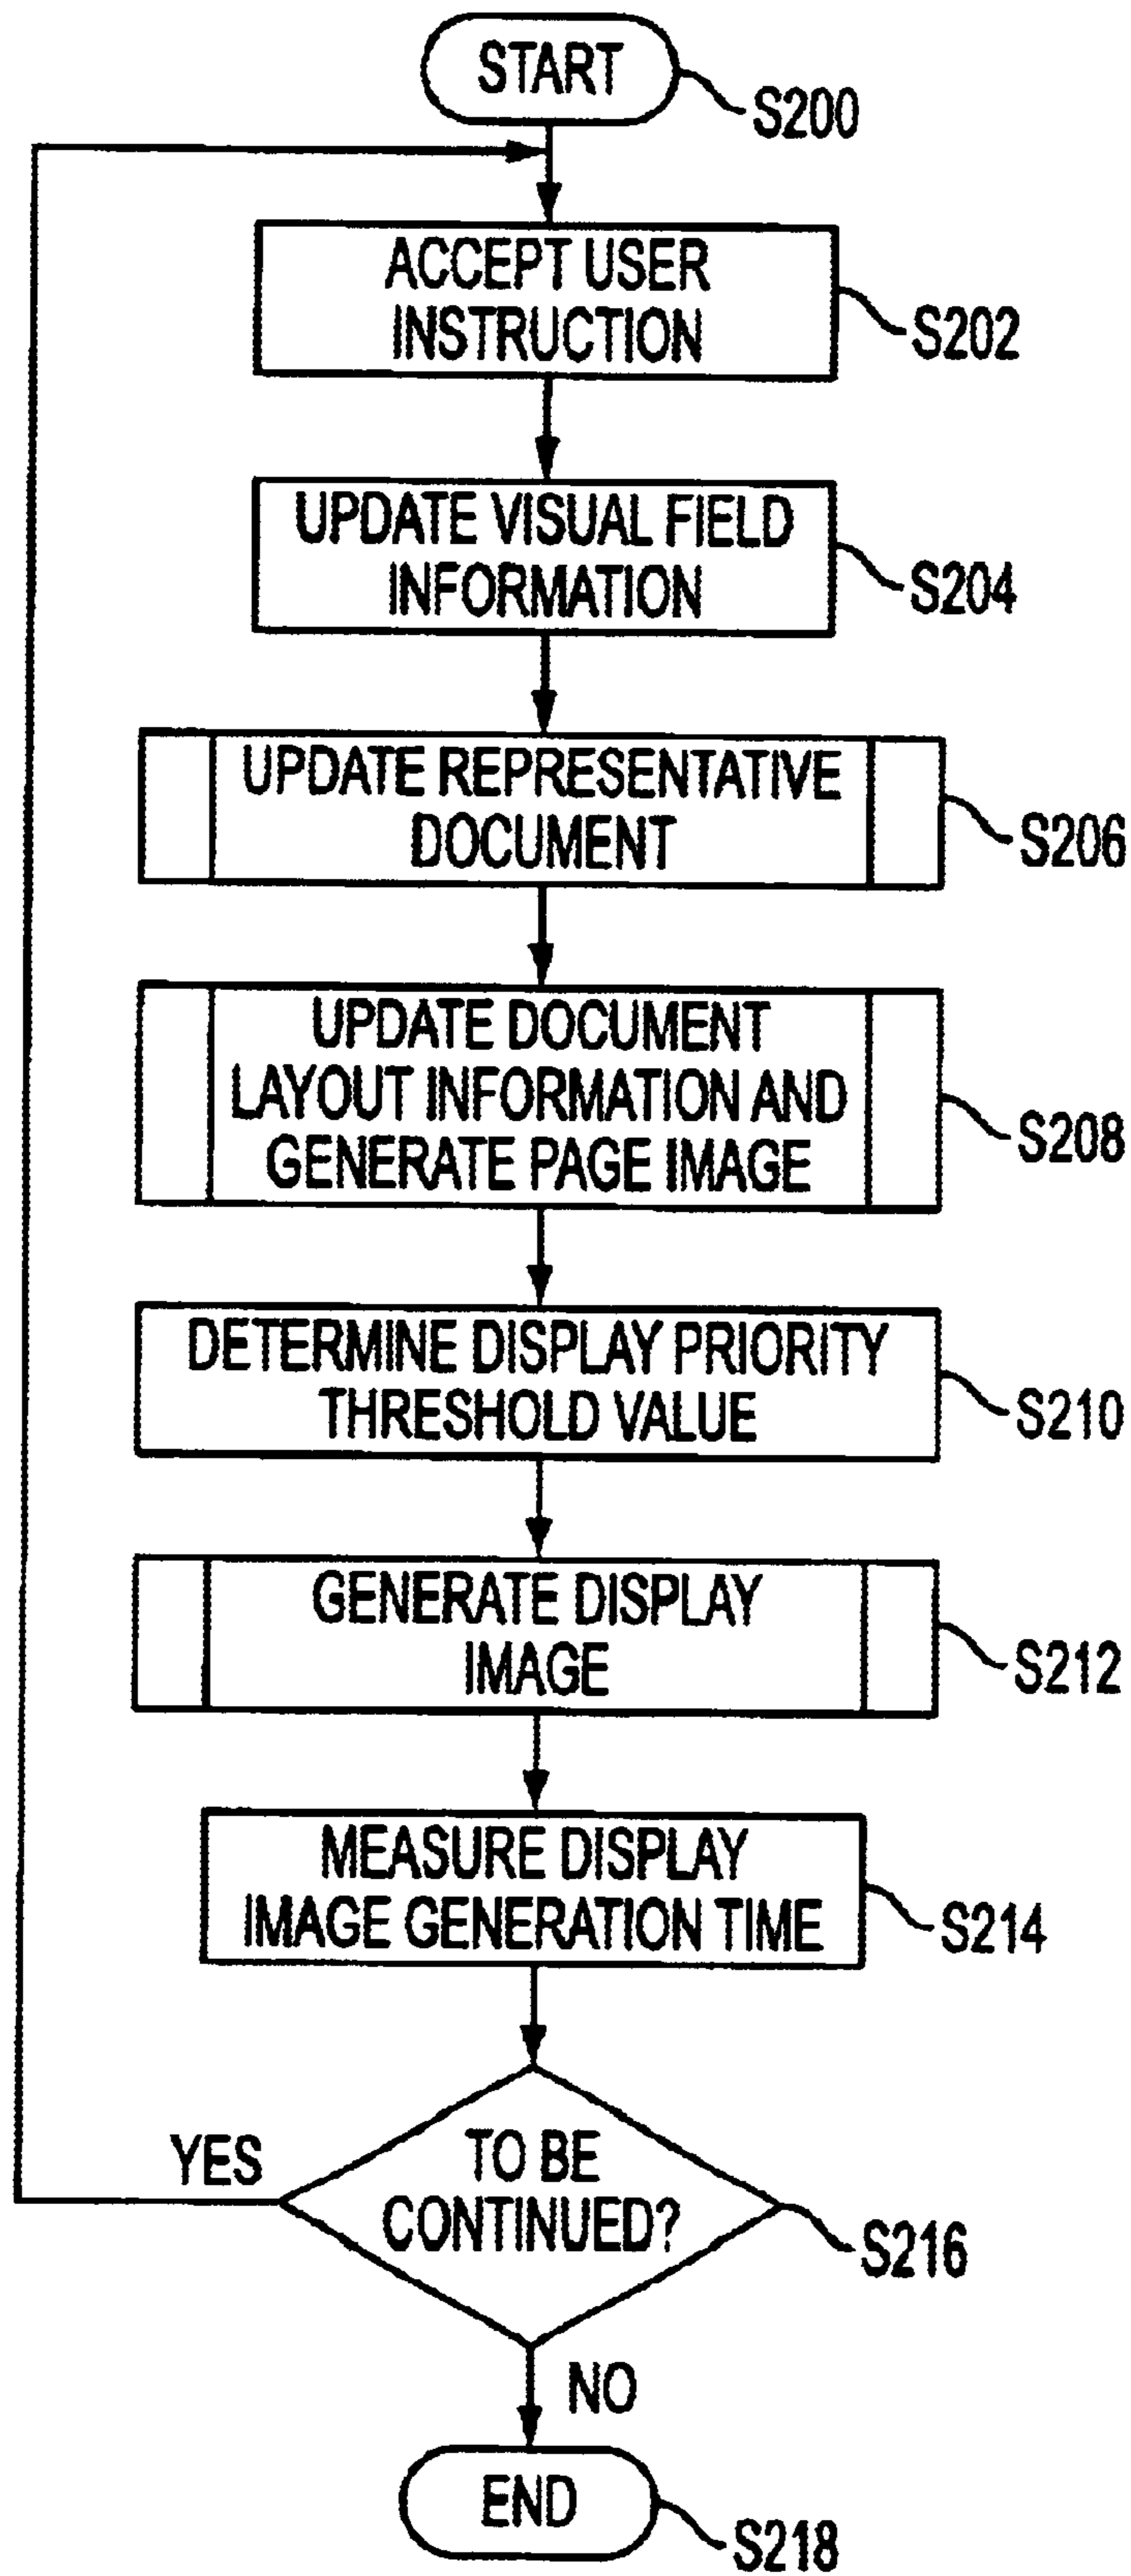 START
S200
ACCEPT USER
INSTRUCTION
S202
UPDATE VISUAL FIELD
INFORMATION
S204
UPDATE REPRESENTATIVE
DOCUMENT
S206
UPDATE DOCUMENT
LAYOUT INFORMATION AND
GENERATE PAGE IMAGE
S208
DETERMINE DISPLAY PRIORITY
THRESHOLD VALUE
S210
GENERATE DISPLAY
IMAGE
S212
MEASURE DISPLAY
IMAGE GENERATION TIME
S214
YES
TO BE
CONTINUED?
S216
NO
END
S218